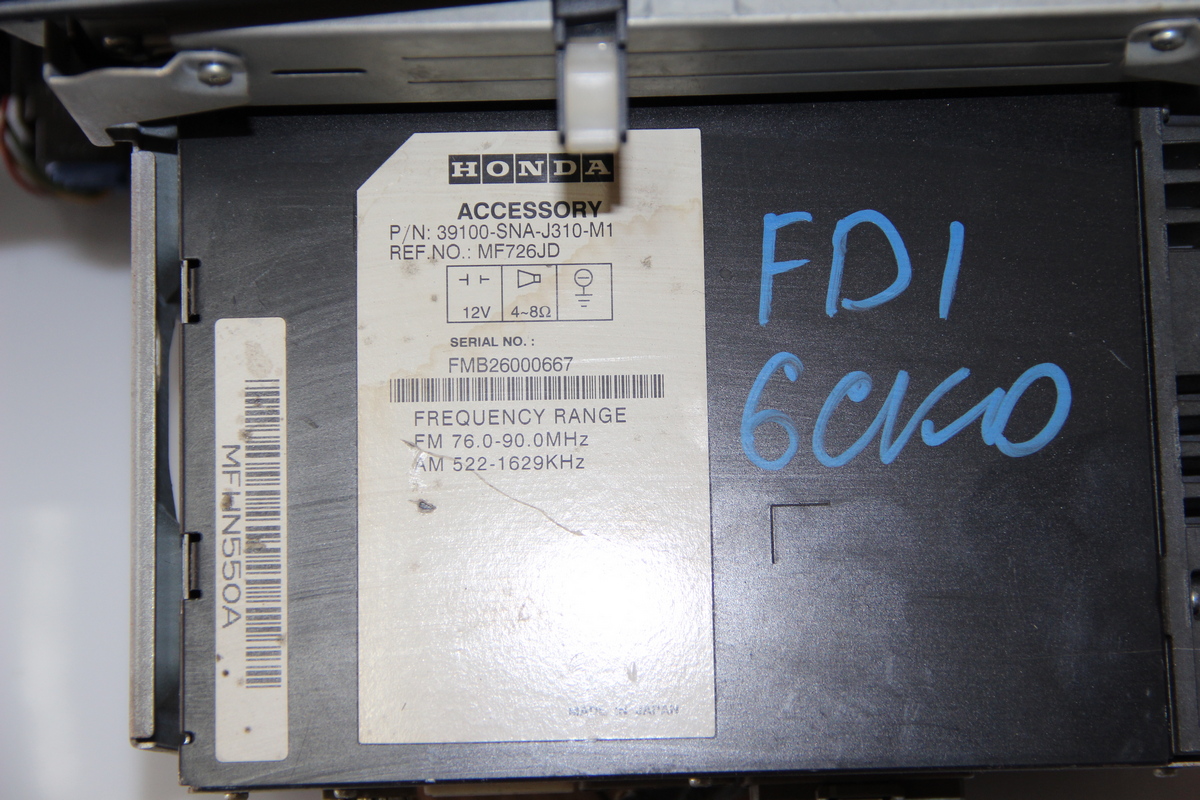 HONDA
ACCESSORY
P/N: 39100-SNA-J310-M1
REF.NO.: MF726JD
12V
4~8Ω
SERIAL NO. :
FMB26000667
FREQUENCY RANGE
FM 76.0-90.0MHz
AM 522-1629KHz
MADE IN JAPAN
MFHN550A
FD1